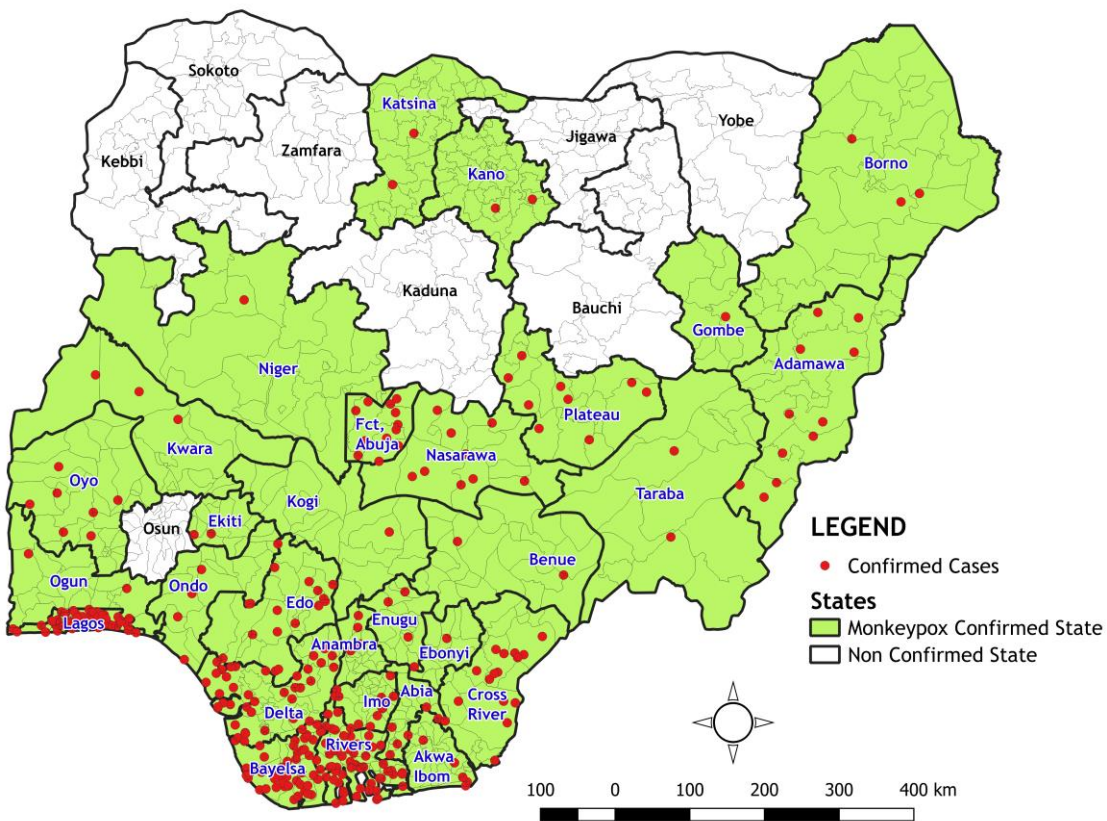 Sokoto
Katsina
Yobe
Jigawa
Zamfara
Kebbi
Borno
Kano
Kaduna
Bauchi
Gombe
Niger
Adamawa
Plateau
Fct,
Abuja
Kwara
Nasarawa
Oyo
Kogi
Taraba
Osun
Ekiti
Benue
Ogun
Ondo
Edo
Lagos
Enugu
Anambra
Ebonyi
Abia
Imo
Cross
River
Delta
Rivers
Akwa
Ibom
Bayelsa
LEGEND
Confirmed Cases
States
Monkeypox Confirmed State
Non Confirmed State
100 0 100 200 300 400 km